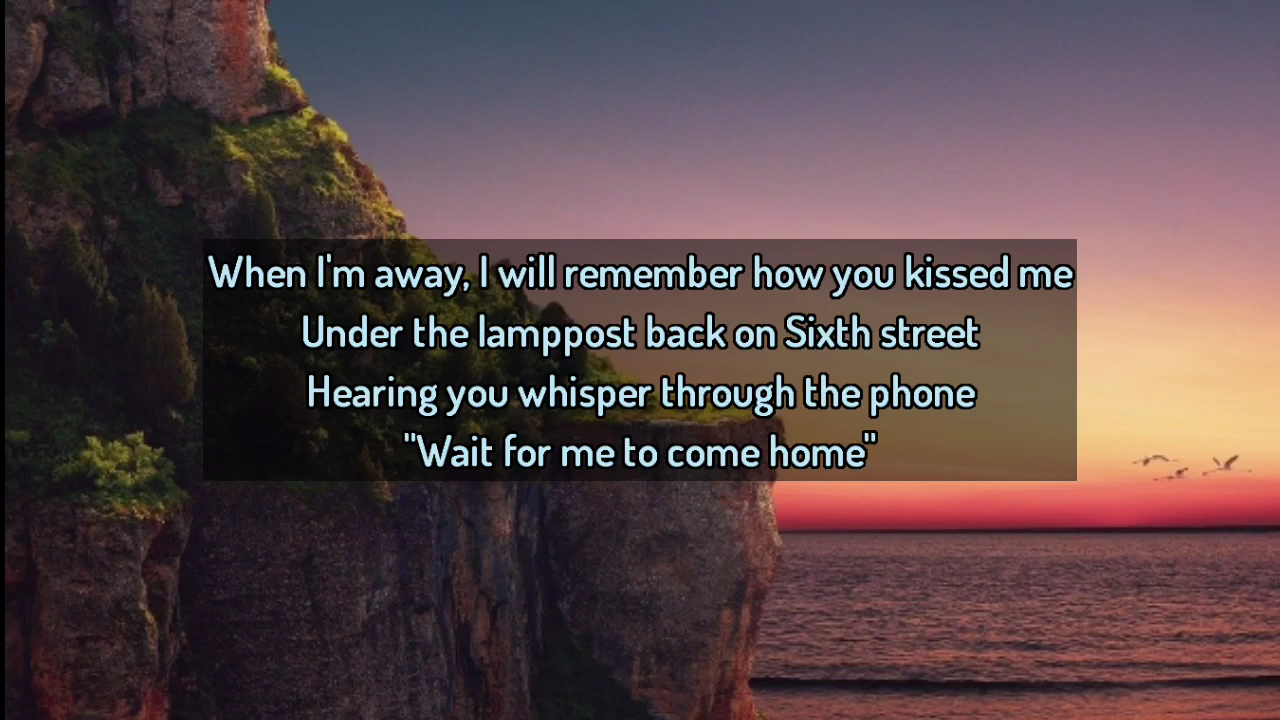 When I'm away, I will remember how you kissed me
Under the lamppost back on Sixth street
Hearing you whisper through the phone
"Wait for me to come home"